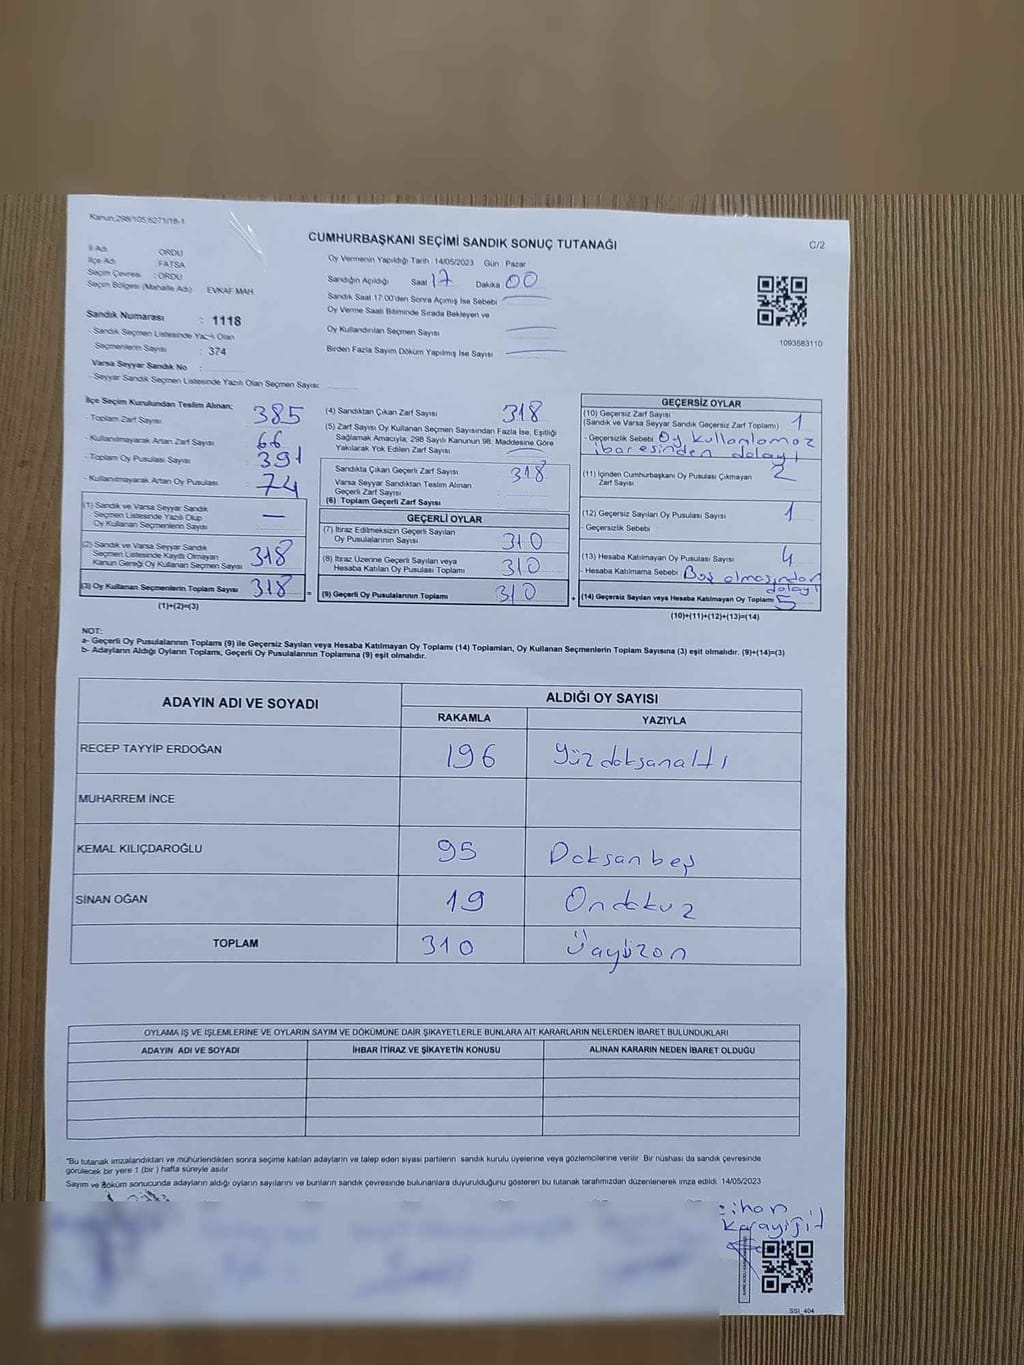 Kanun;298/105;6271/18-1
CUMHURBAŞKANI SEÇİMİ SANDIK SONUÇ TUTANAĞI
C/2
İl Adı ORDU
İlçe Adı FATSA
Seçim Çevresi : ORDU
Seçim Bölgesi (Mahalle Adı) EVKAF MAH
Sandık Numarası : 1118
- Sandık Seçmen Listesinde Yazılı Olan
Seçmenlerin Sayısı : 374
Varsa Seyyar Sandık No :
- Seyyar Sandık Seçmen Listesinde Yazılı Olan Seçmen Sayısı:
Oy Vermenin Yapıldığı Tarih 14/05/2023 Gün Pazar
Sandığın Açıldığı Saat 17 Dakika 00
Sandık Saat 17:00'den Sonra Açımış İse Sebebi
Oy Verme Saati Bitiminde Sırada Bekleyen ve
Oy Kullandırılan Seçmen Sayısı
Birden Fazla Sayım Döküm Yapılmış İse Sayısı
1093583110
İlçe Seçim Kurulundan Teslim Alınan;
- Toplam Zarf Sayısı 385
- Kullanılmayarak Artan Zarf Sayısı 66
- Toplam Oy Pusulası Sayısı 391
- Kullanılmayarak Artan Oy Pusulası 74
(1) Sandık ve Varsa Seyyar Sandık
Seçmen Listesinde Yazılı Olup
Oy Kullanan Seçmenlerin Sayısı —
(2) Sandık ve Varsa Seyyar Sandık
Seçmen Listesinde Kayıtlı Olmayan
Kanun Gereği Oy Kullanan Seçmen Sayısı 318
(3) Oy Kullanan Seçmenlerin Toplam Sayısı 318 =
(1)+(2)=(3)
(4) Sandıktan Çıkan Zarf Sayısı 318
(5) Zarf Sayısı Oy Kullanan Seçmen Sayısından Fazla İse, Eşitliği
Sağlamak Amacıyla, 298 Sayılı Kanunun 98. Maddesine Göre
Yakılarak Yok Edilen Zarf Sayısı
Sandıkta Çıkan Geçerli Zarf Sayısı 318
Varsa Seyyar Sandıktan Teslim Alınan
Geçerli Zarf Sayısı
(6) Toplam Geçerli Zarf Sayısı
GEÇERLİ OYLAR
(7) İtiraz Edilmeksizin Geçerli Sayılan
Oy Pusulalarının Sayısı 310
(8) İtiraz Üzerine Geçerli Sayılan veya
Hesaba Katılan Oy Pusulası Toplamı 310
(9) Geçerli Oy Pusulalarının Toplamı 310 +
GEÇERSİZ OYLAR
(10) Geçersiz Zarf Sayısı
(Sandık ve Varsa Seyyar Sandık Geçersiz Zarf Toplamı) 1
- Geçersizlik Sebebi Oy kullanlamaz
ibaresinden dolayı
(11) İçinden Cumhurbaşkanı Oy Pusulası Çıkmayan
Zarf Sayısı 2
(12) Geçersiz Sayılan Oy Pusulası Sayısı 1
- Geçersizlik Sebebi
(13) Hesaba Katılmayan Oy Pusulası Sayısı 4
- Hesaba Katılmama Sebebi Boş olmasından
dolayı
(14) Geçersiz Sayılan veya Hesaba Katılmayan Oy Toplamı 5
(10)+(11)+(12)+(13)=(14)
NOT:
a- Geçerli Oy Pusulalarının Toplamı (9) ile Geçersiz Sayılan veya Hesaba Katılmayan Oy Toplamı (14) Toplamları, Oy Kullanan Seçmenlerin Toplam Sayısına (3) eşit olmalıdır. (9)+(14)=(3)
b- Adayların Aldığı Oyların Toplamı, Geçerli Oy Pusulalarının Toplamına (9) eşit olmalıdır.
ADAYIN ADI VE SOYADI ALDIĞI OY SAYISI
RAKAMLA YAZIYLA
RECEP TAYYİP ERDOĞAN 196 Yüzdoksanaltı
MUHARREM İNCE
KEMAL KILIÇDAROĞLU 95 Doksanbeş
SİNAN OĞAN 19 Ondokuz
TOPLAM 310 Üçyüzon
OYLAMA İŞ VE İŞLEMLERİNE VE OYLARIN SAYIM VE DÖKÜMÜNE DAİR ŞİKAYETLERLE BUNLARA AİT KARARLARIN NELERDEN İBARET BULUNDUKLARI
ADAYIN ADI VE SOYADI İHBAR İTİRAZ VE ŞİKAYETİN KONUSU ALINAN KARARIN NEDEN İBARET OLDUĞU
"Bu tutanak imzalandıktan ve mühürlendikten sonra seçime katılan adayların ve talep eden siyasi partilerin sandık kurulu üyelerine veya gözlemcilerine verilir. Bir nüshası da sandık çevresinde
görülecek bir yere 1 (bir) hafta süreyle asılır
Sayım ve döküm sonucunda adayların aldığı oyların sayılarını ve bunların sandık çevresinde bulunanlara duyurulduğunu gösteren bu tutanak tarafımızdan düzenlenerek imza edildi. 14/05/2023
Karayiğit
SSİ_404